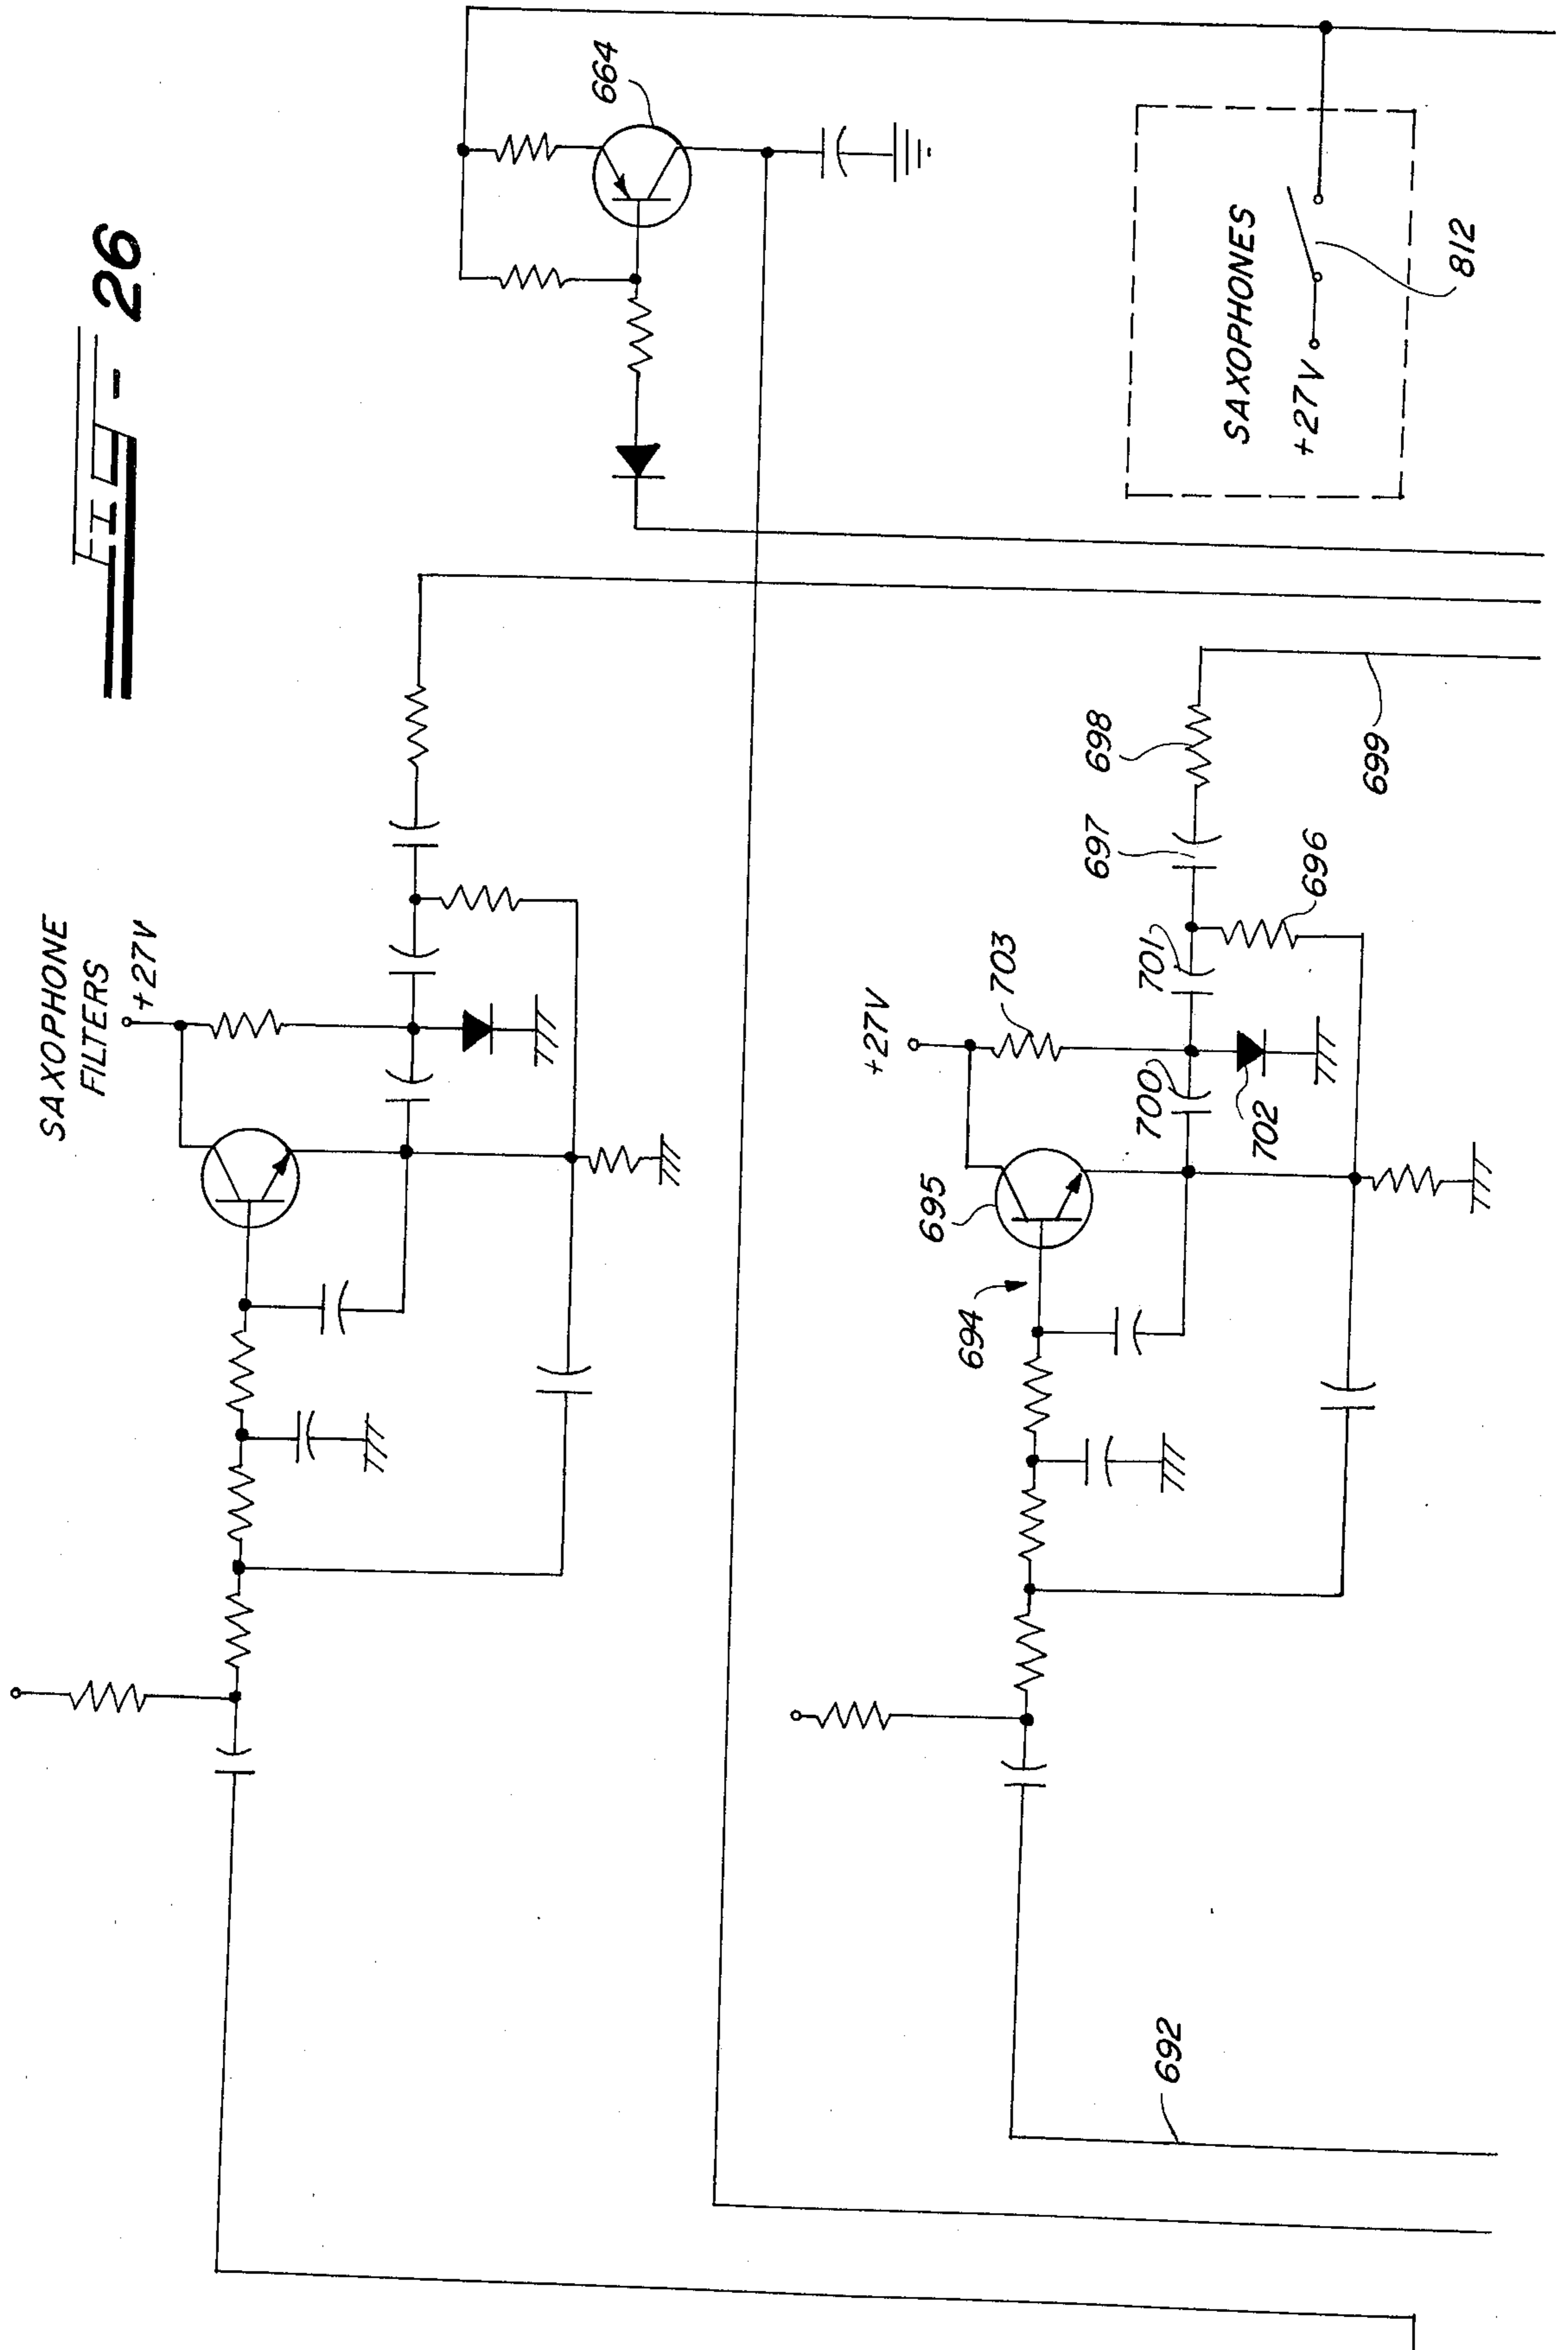 FIG-26
SAXOPHONE
FILTERS
+27V
664
SAXOPHONES
+27V
812
+27V
703
695
694
700
701
702
697
698
696
699
692